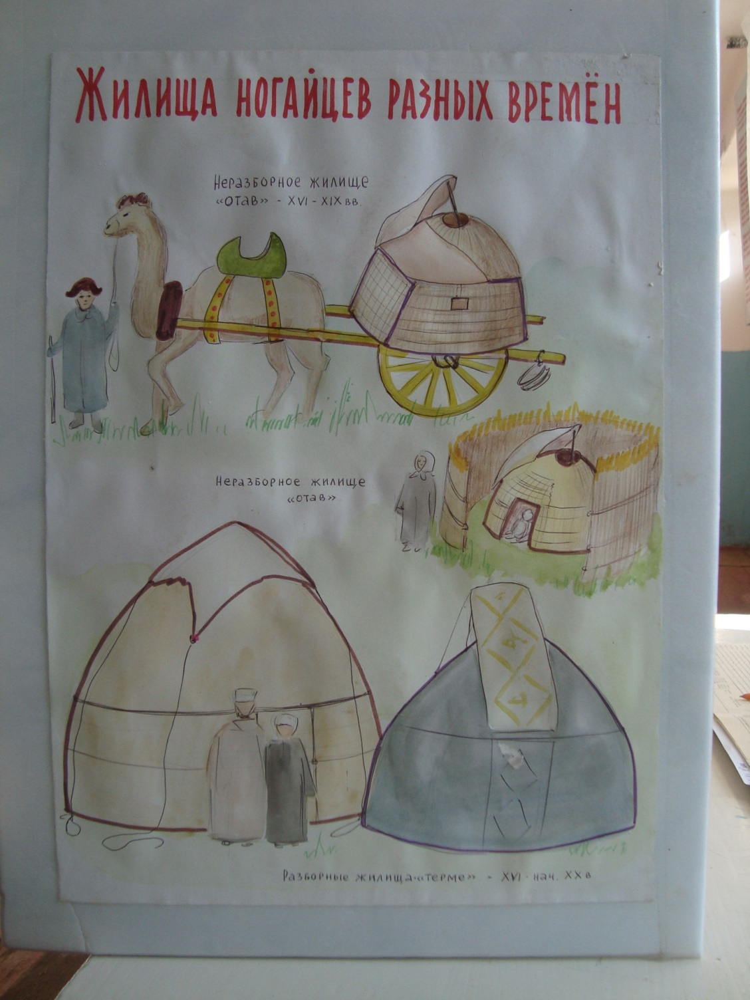 Жилища ногайцев разных времён
Неразборное жилище
«отав» - XVI - XIX вв.
Неразборное жилище
«отав»
Разборные жилища «терме» - XVI - нач. XX в